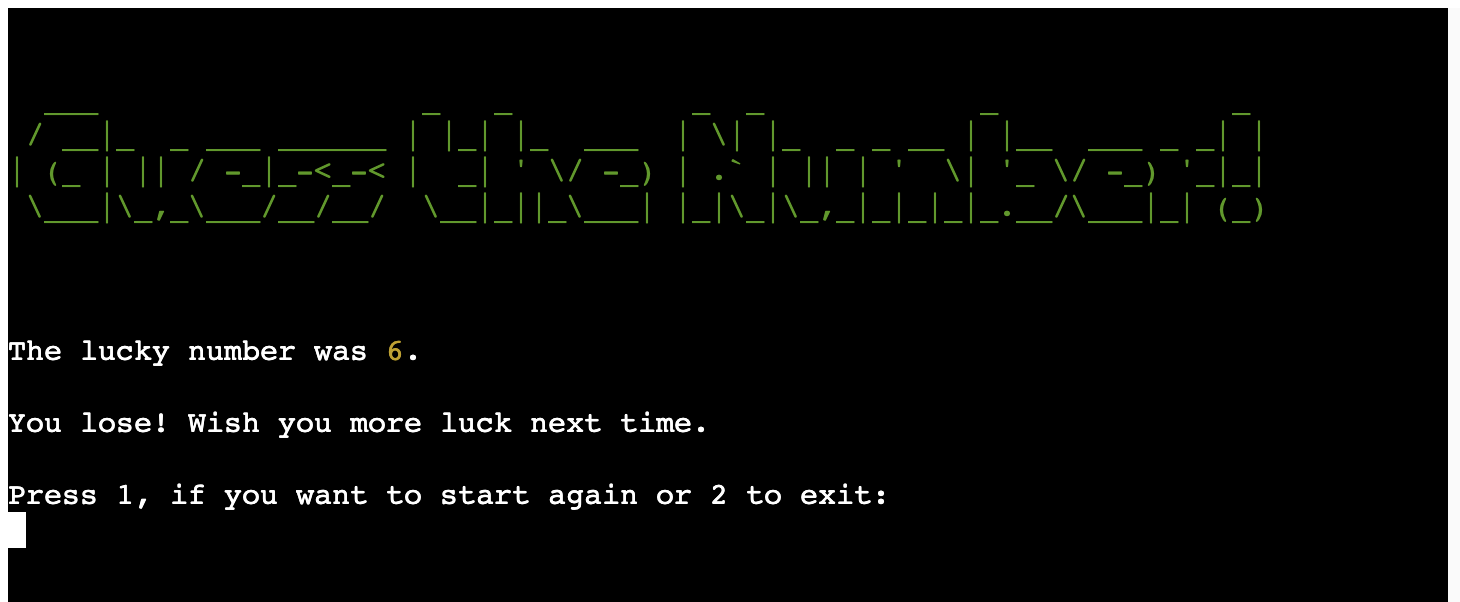 Guess the Number!
The lucky number was 6.
You lose! Wish you more luck next time.
Press 1, if you want to start again or 2 to exit: